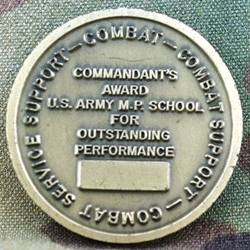 COMBAT — COMBAT SUPPORT — COMBAT SERVICE SUPPORT —
COMMANDANT'S
AWARD
U.S. ARMY M.P. SCHOOL
FOR
OUTSTANDING
PERFORMANCE